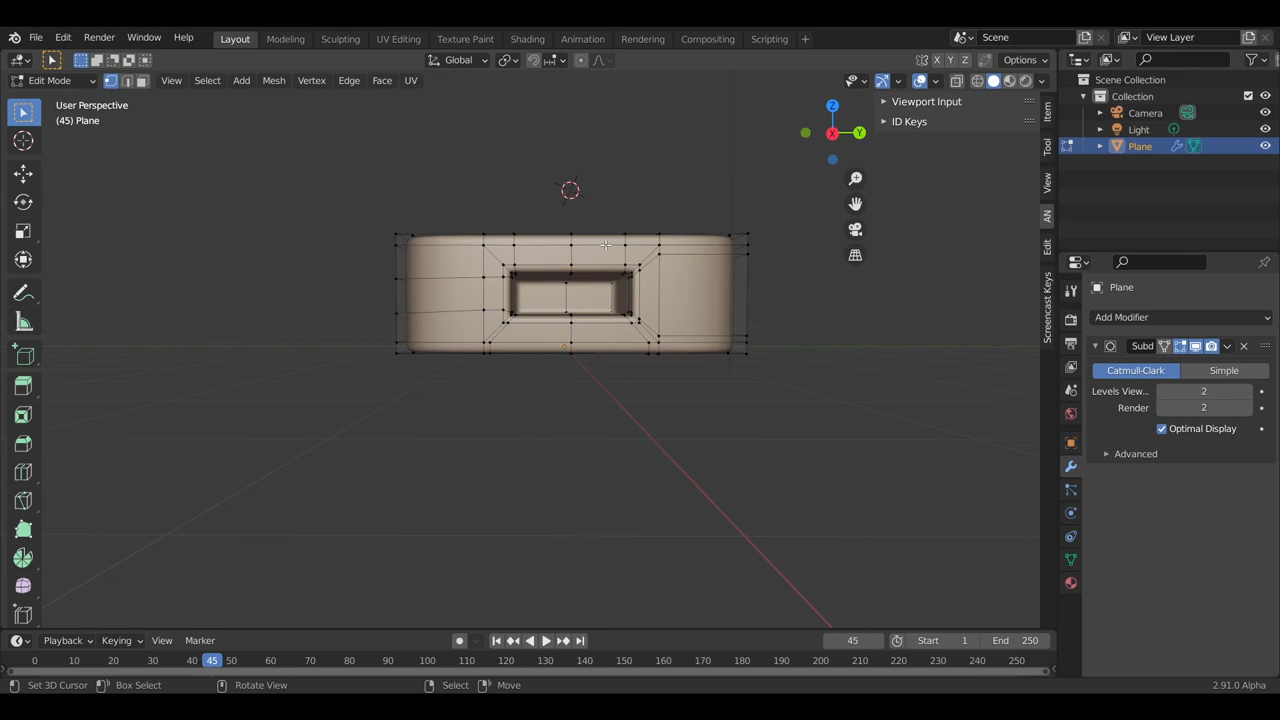 File Edit Render Window Help Layout Modeling Sculpting UV Editing Texture Paint Shading Animation Rendering Compositing Scripting + Scene View Layer
Global X Y Z Options
Edit Mode View Select Add Mesh Vertex Edge Face UV
User Perspective
(45) Plane
Z
Y
X
Viewport Input
ID Keys
Item
Tool
View
AN
Edit
Screencast Keys
Scene Collection
Collection
Camera
Light
Plane
Plane
Add Modifier
Subd
Catmull-Clark Simple
Levels View... 2
Render 2
Optimal Display
Advanced
Playback Keying View Marker 45 Start 1 End 250
0 40 45 50 60 70 80 90 100 110 120 130 140 150 160 170 180 190 200 210 220 230 240 250
Set 3D Cursor Box Select Rotate View Select Move 2.91.0 Alpha